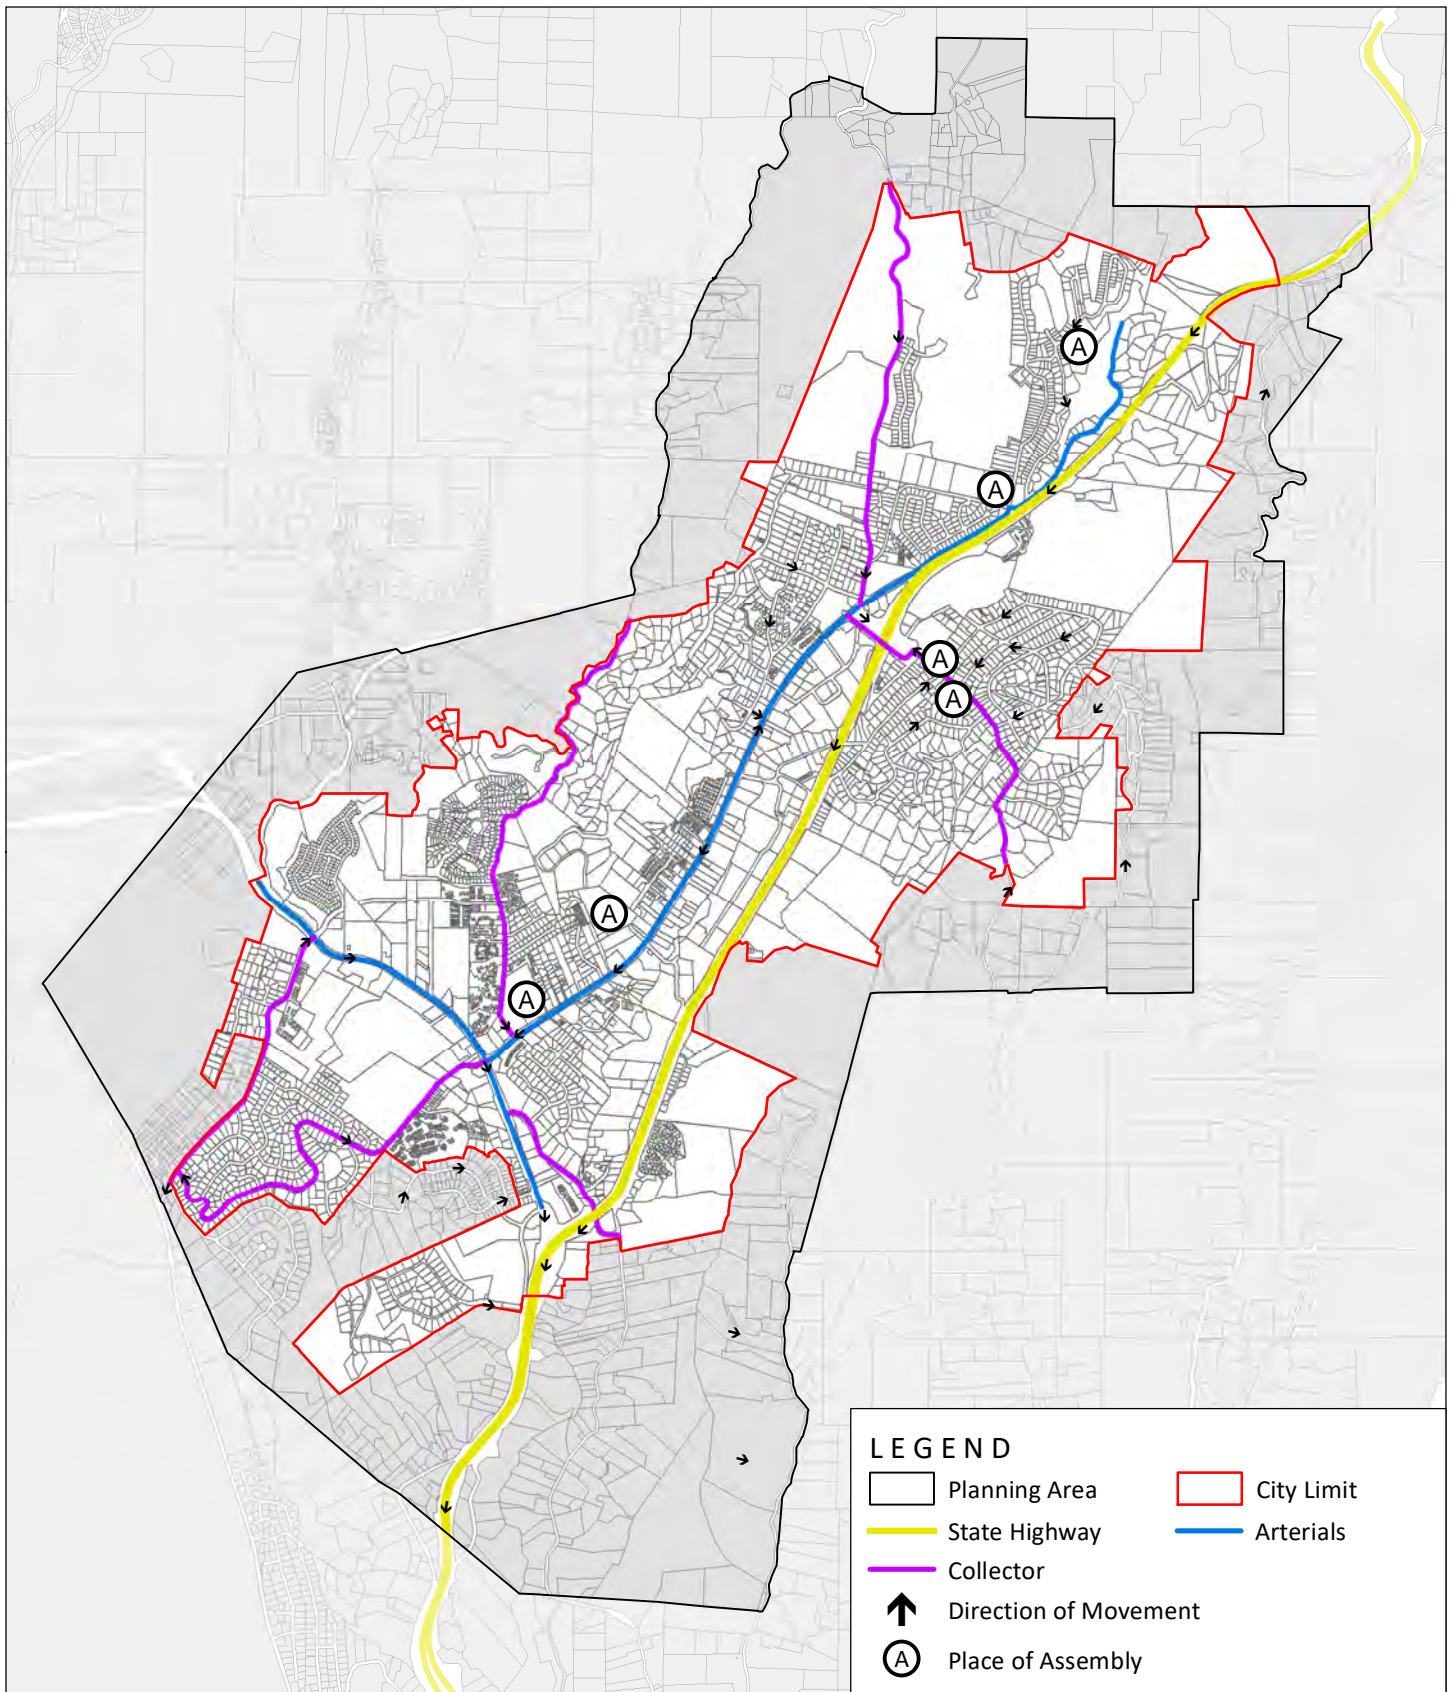 A
A
A
A
A
A
LEGEND
Planning Area
City Limit
State Highway
Arterials
Collector
Direction of Movement
A
Place of Assembly